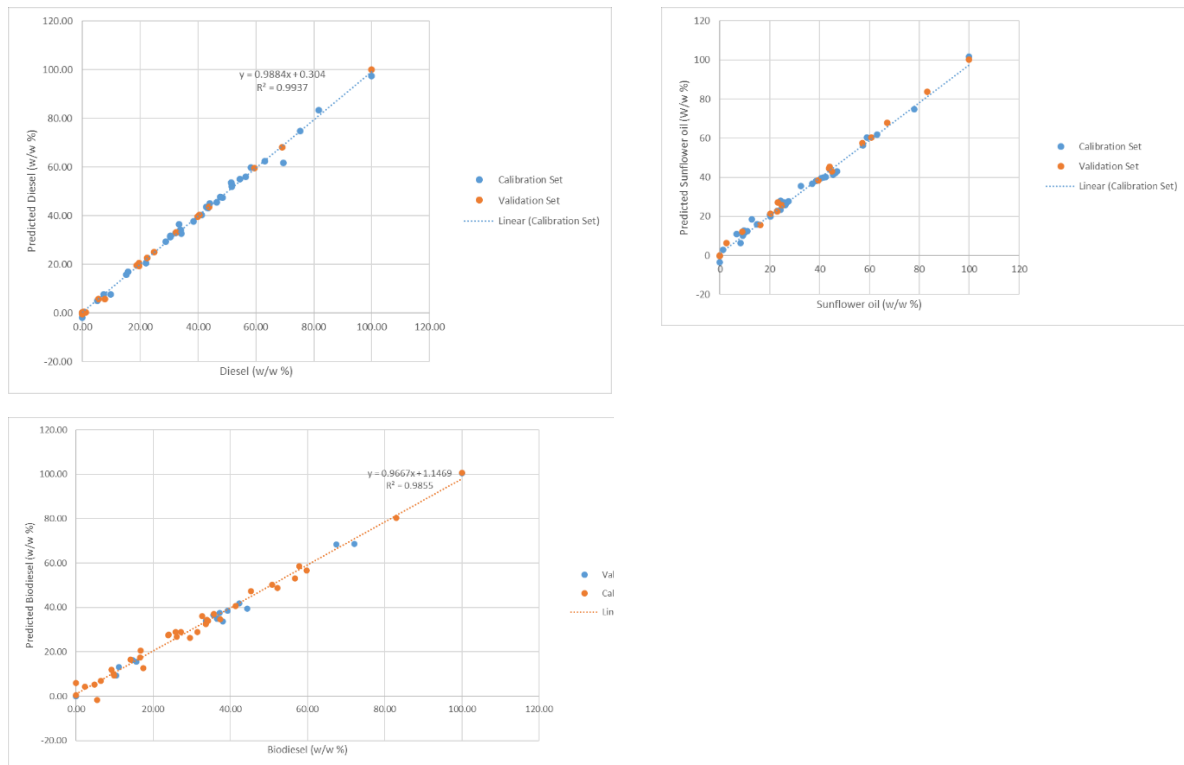 120.00
100.00
80.00
60.00
40.00
20.00
0.00
-20.00
0.00 20.00 40.00 60.00 80.00 100.00 120.00
Predicted Diesel (w/w %)
Diesel (w/w %)
y = 0.9884x + 0.304
R² = 0.9937
Calibration Set
Validation Set
Linear (Calibration Set)
120
100
80
60
40
20
0
-20
0 20 40 60 80 100 120
Predicted Sunflower oil (W/w %)
Sunflower oil (w/w %)
Calibration Set
Validation Set
Linear (Calibration Set)
120.00
100.00
80.00
60.00
40.00
20.00
0.00
-20.00
0.00 20.00 40.00 60.00 80.00 100.00 120.00
Predicted Biodiesel (w/w %)
Biodiesel (w/w %)
y = 0.9667x + 1.1469
R² = 0.9855
Val
Cal
Lin